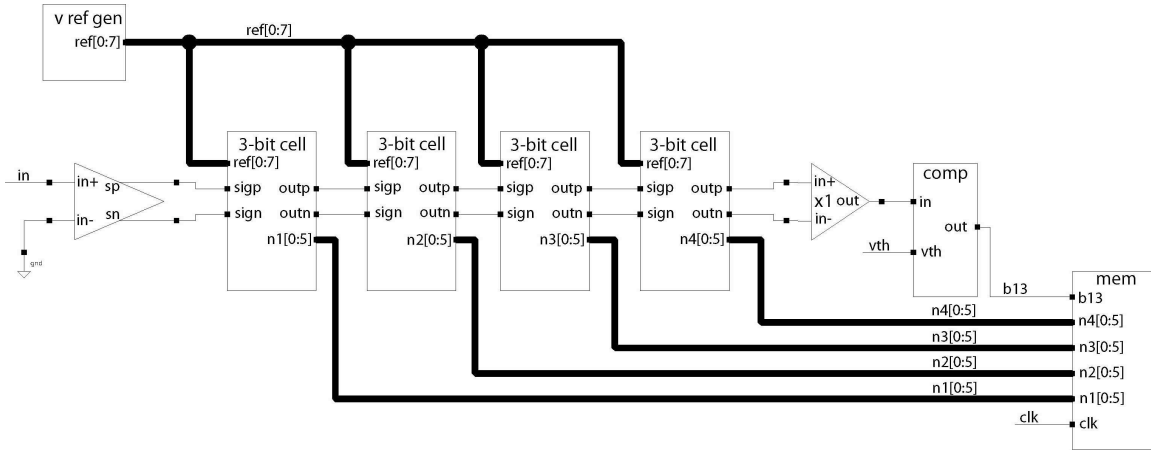 v ref gen
ref[0:7]
ref[0:7]
3-bit cell
3-bit cell
3-bit cell
3-bit cell
ref[0:7]
ref[0:7]
ref[0:7]
ref[0:7]
in
in+
sp
in-
sn
gnd
sigp
outp
sigp
outp
sigp
outp
sigp
outp
sign
outn
sign
outn
sign
outn
sign
outn
n1[0:5]
n2[0:5]
n3[0:5]
n4[0:5]
in+
x1 out
in-
comp
in
out
vth
vth
mem
b13
b13
n4[0:5]
n4[0:5]
n3[0:5]
n3[0:5]
n2[0:5]
n2[0:5]
n1[0:5]
n1[0:5]
clk
clk